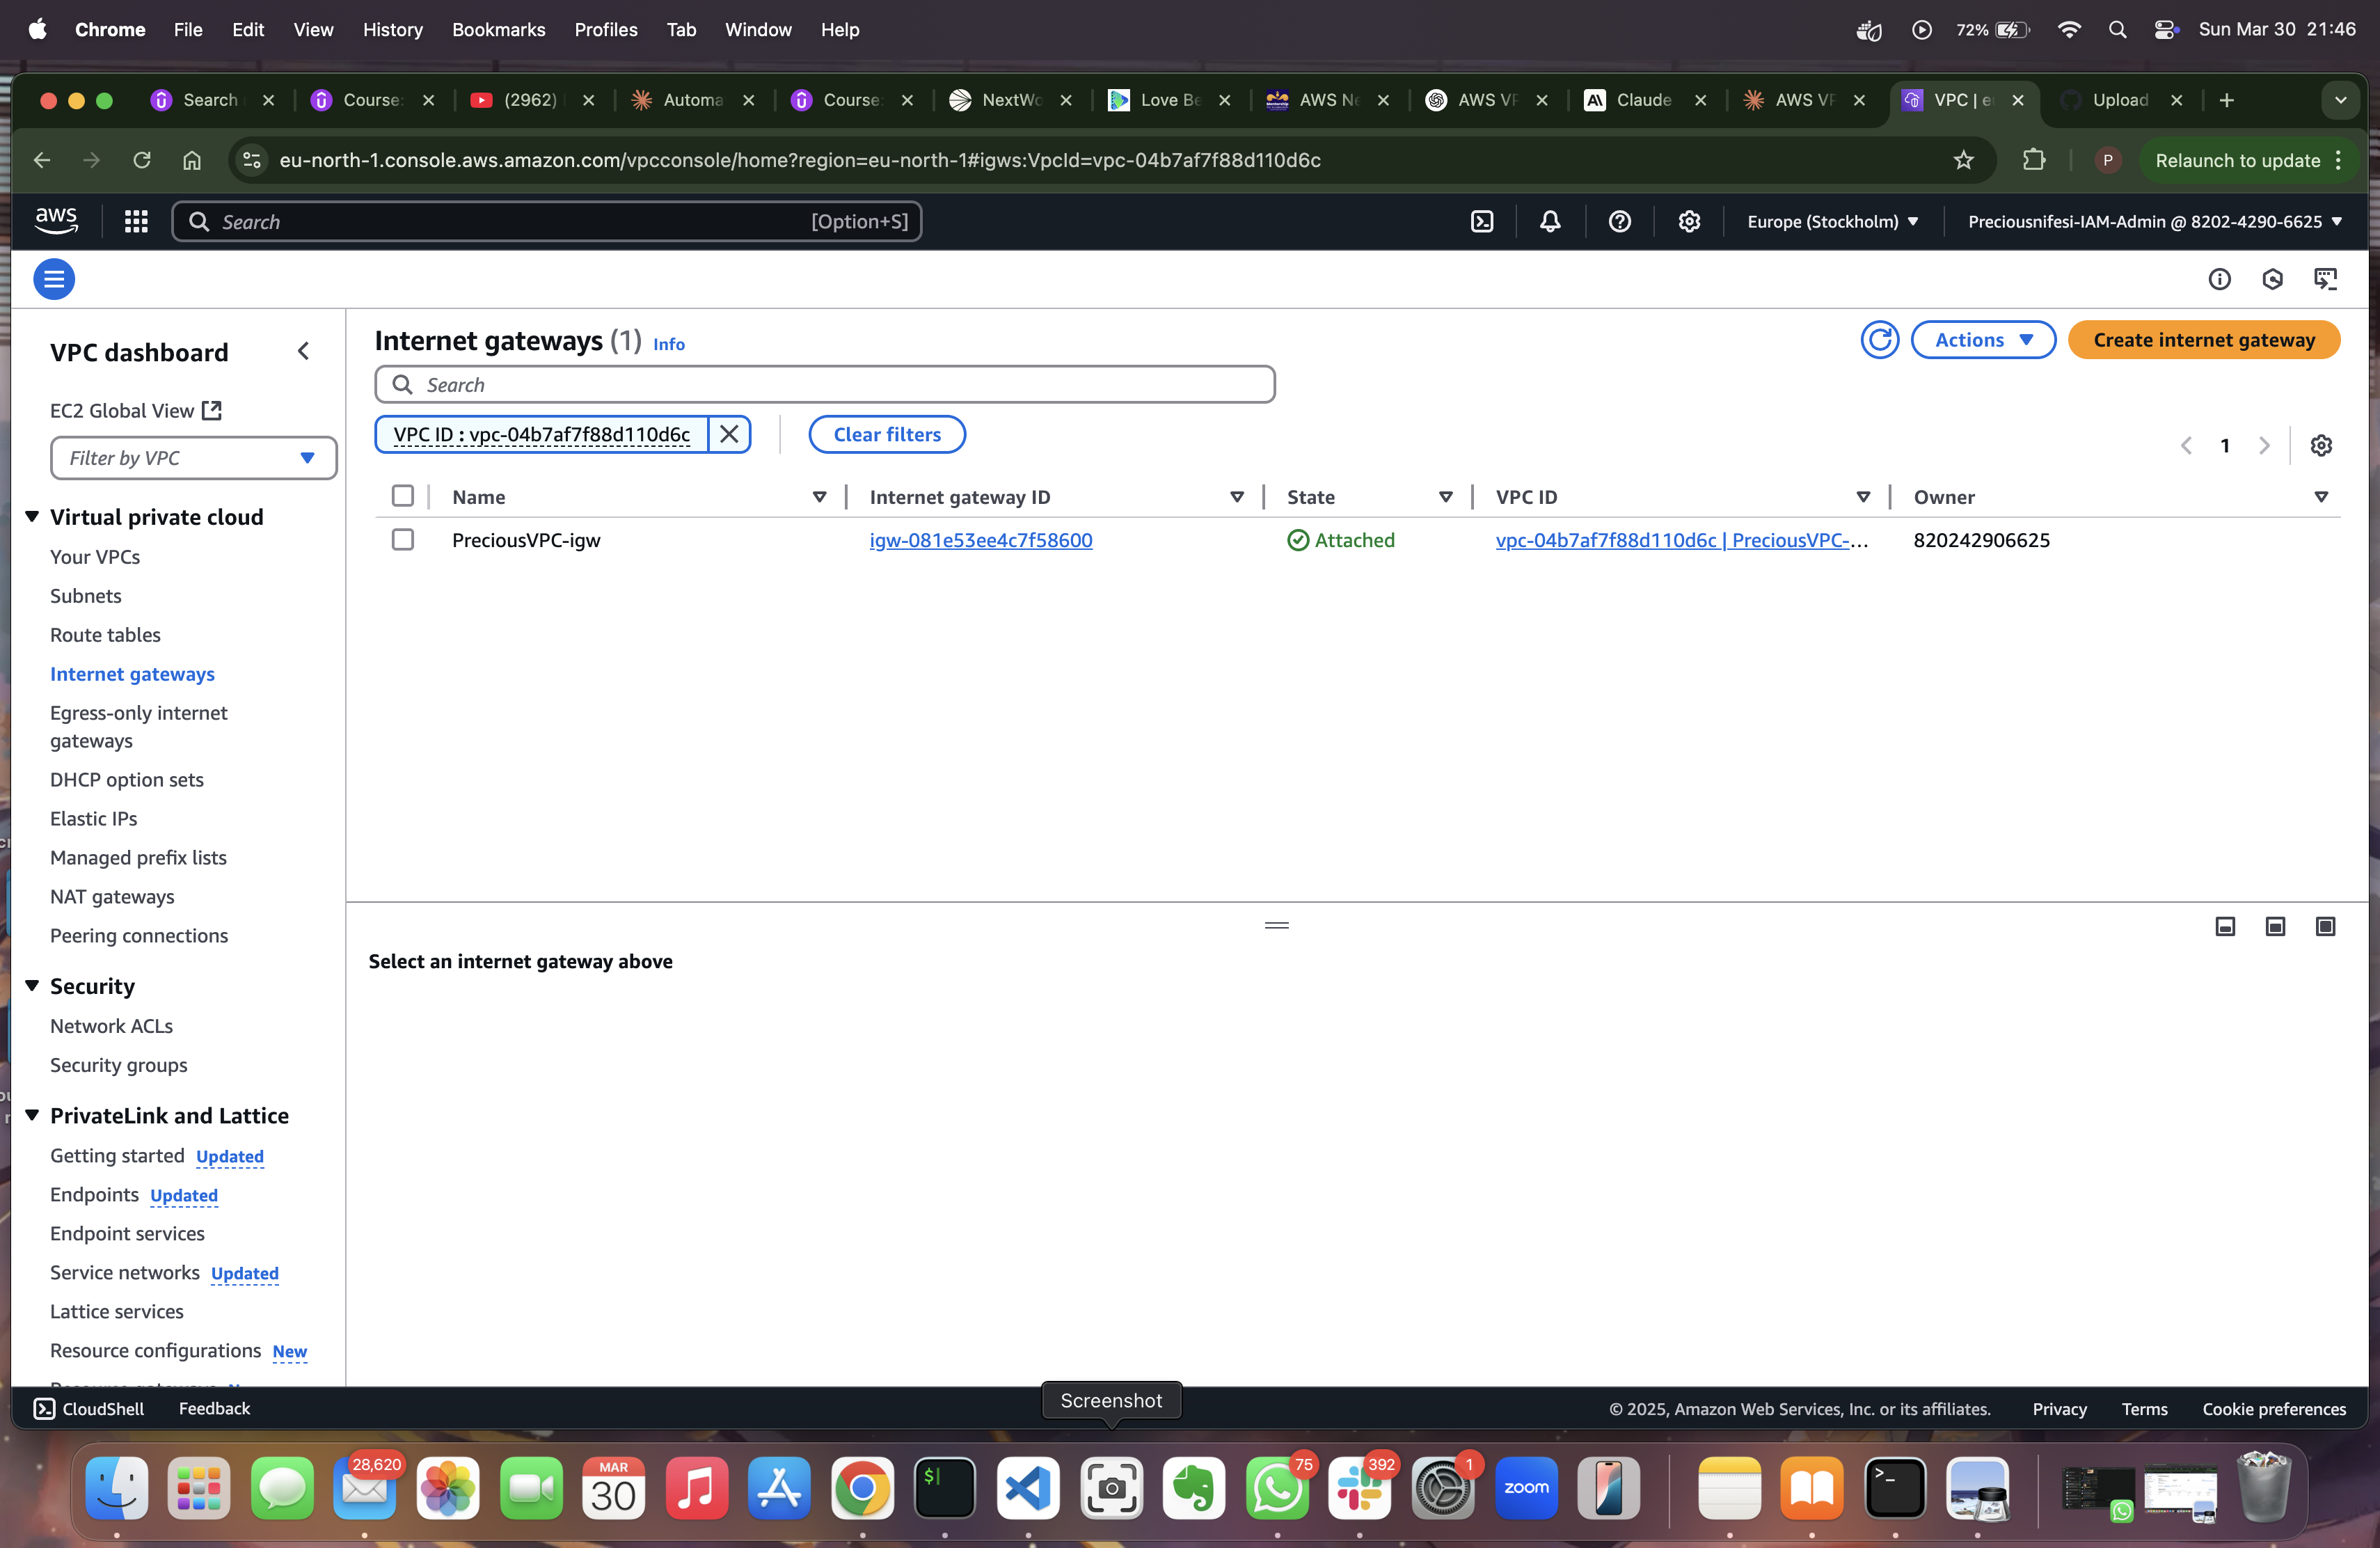 Chrome File Edit View History Bookmarks Profiles Tab Window Help
72% Sun Mar 30 21:46
Search Course: (2962) Automa Course: NextWo Love Be AWS Ne AWS VP Claude AWS VP VPC | e Upload
eu-north-1.console.aws.amazon.com/vpcconsole/home?region=eu-north-1#igws:VpcId=vpc-04b7af7f88d110d6c
P Relaunch to update
aws Search [Option+S] Europe (Stockholm) Preciousnifesi-IAM-Admin @ 8202-4290-6625
VPC dashboard
EC2 Global View
Filter by VPC
Virtual private cloud
Your VPCs
Subnets
Route tables
Internet gateways
Egress-only internet
gateways
DHCP option sets
Elastic IPs
Managed prefix lists
NAT gateways
Peering connections
Security
Network ACLs
Security groups
PrivateLink and Lattice
Getting started Updated
Endpoints Updated
Endpoint services
Service networks Updated
Lattice services
Resource configurations New
Internet gateways (1) Info
Actions
Create internet gateway
Search
VPC ID : vpc-04b7af7f88d110d6c
Clear filters
1
Name Internet gateway ID State VPC ID Owner
PreciousVPC-igw igw-081e53ee4c7f58600 Attached vpc-04b7af7f88d110d6c | PreciousVPC-... 820242906625
Select an internet gateway above
CloudShell Feedback
© 2025, Amazon Web Services, Inc. or its affiliates. Privacy Terms Cookie preferences
Screenshot
28,620
MAR
30
75
392
1
zoom